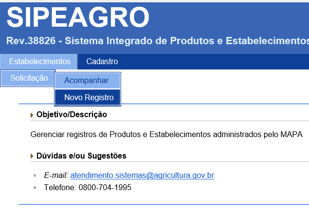 SIPEAGRO
Rev.38826 - Sistema Integrado de Produtos e Estabelecimentos
Estabelecimentos Cadastro
Solicitação Acompanhar
Novo Registro
Objetivo/Descrição
Gerenciar registros de Produtos e Estabelecimentos administrados pelo MAPA
Dúvidas e/ou Sugestões
E-mail: atendimento.sistemas@agricultura.gov.br
Telefone: 0800-704-1995